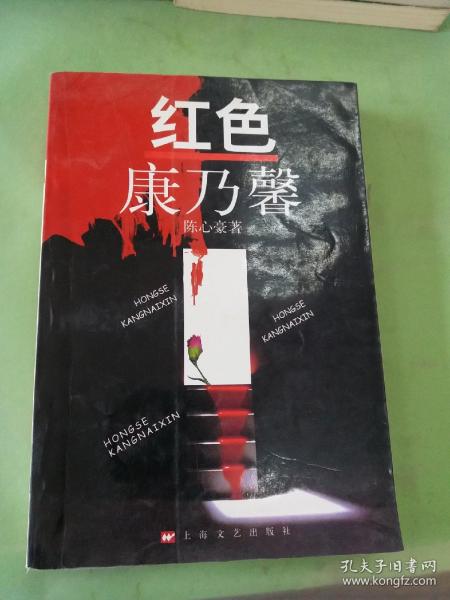 红色
康乃馨
陈心豪著
HONGSE
KANGNAIXIN
HONGSE
KANGNAIXIN
HONGSE
KANGNAIXIN
上海文艺出版社
孔夫子旧书网
www.kongfz.com